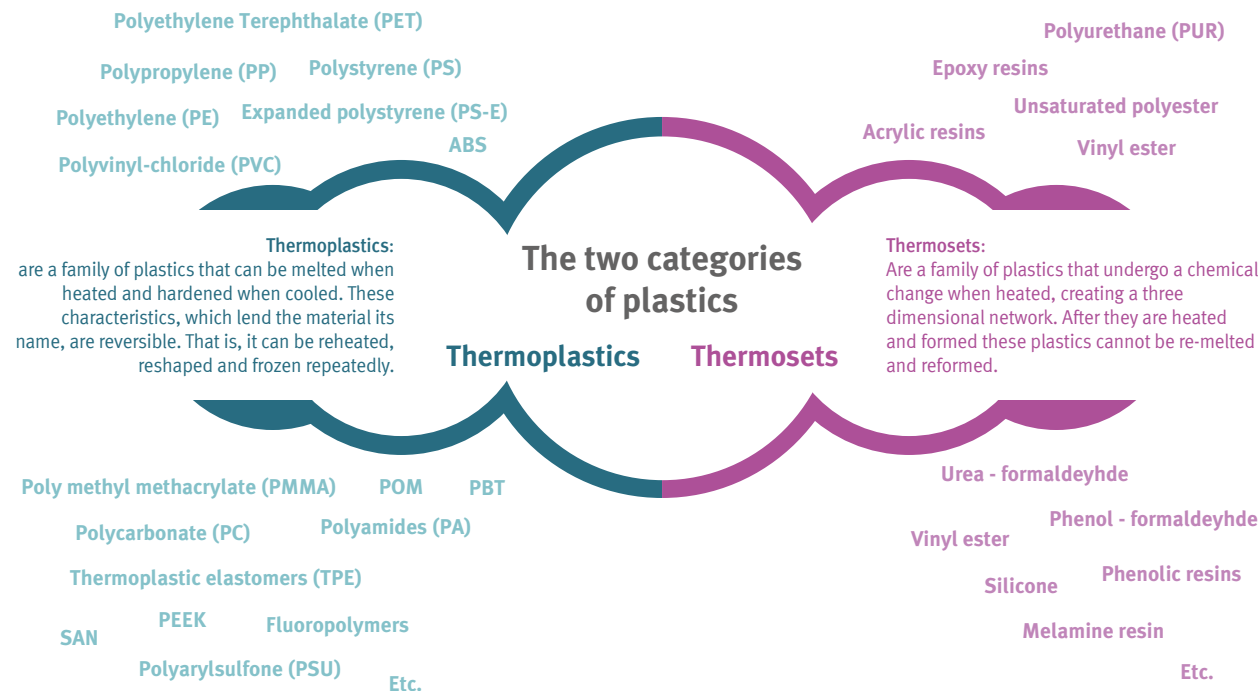 Polyethylene Terephthalate (PET)
Polypropylene (PP)
Polystyrene (PS)
Polyethylene (PE)
Expanded polystyrene (PS-E)
ABS
Polyvinyl-chloride (PVC)
Polyurethane (PUR)
Epoxy resins
Unsaturated polyester
Acrylic resins
Vinyl ester
The two categories
of plastics
Thermoplastics
Thermosets
Thermoplastics:
are a family of plastics that can be melted when
heated and hardened when cooled. These
characteristics, which lend the material its
name, are reversible. That is, it can be reheated,
reshaped and frozen repeatedly.
Thermosets:
Are a family of plastics that undergo a chemical
change when heated, creating a three
dimensional network. After they are heated
and formed these plastics cannot be re-melted
and reformed.
Poly methyl methacrylate (PMMA)
POM
PBT
Polycarbonate (PC)
Polyamides (PA)
Thermoplastic elastomers (TPE)
PEEK
SAN
Fluoropolymers
Polyarylsulfone (PSU)
Etc.
Urea - formaldeyhde
Phenol - formaldeyhde
Vinyl ester
Phenolic resins
Silicone
Melamine resin
Etc.